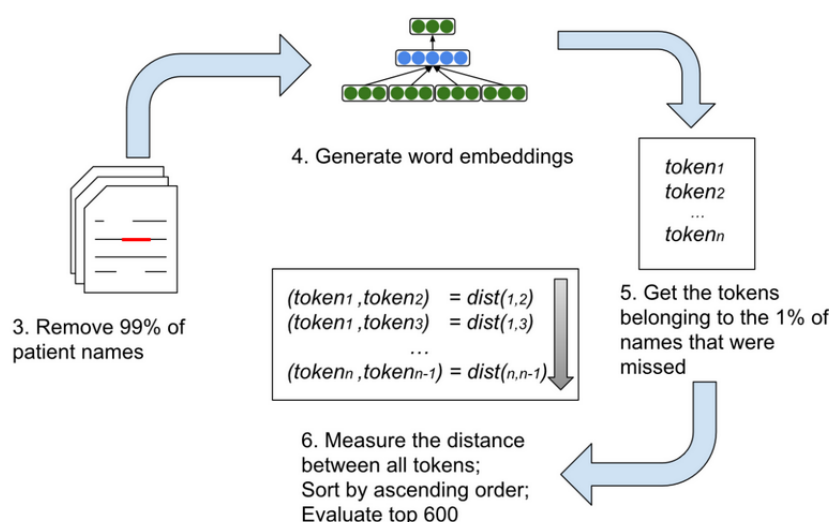 4. Generate word embeddings
token1
token2
...
tokenn
3. Remove 99% of
patient names
(token1 ,token2) = dist(1,2)
(token1 ,token3) = dist(1,3)
...
(tokenn ,tokenn-1) = dist(n,n-1)
5. Get the tokens
belonging to the 1% of
names that were
missed
6. Measure the distance
between all tokens;
Sort by ascending order;
Evaluate top 600